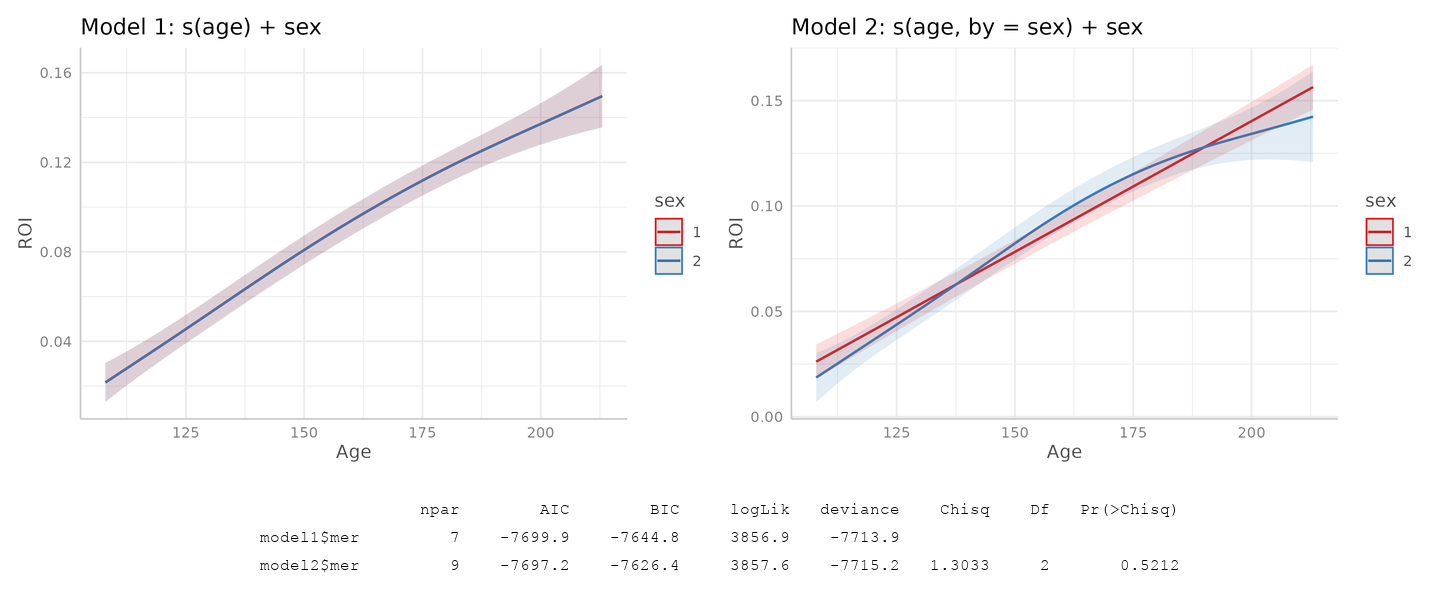 Model 1: s(age) + sex
0.16
0.12
0.08
0.04
ROI
125 150 175 200
Age
sex
1
2
Model 2: s(age, by = sex) + sex
0.15
0.10
0.05
0.00
ROI
125 150 175 200
Age
sex
1
2
npar AIC BIC logLik deviance Chisq Df Pr(>Chisq)
model1$mer 7 -7699.9 -7644.8 3856.9 -7713.9
model2$mer 9 -7697.2 -7626.4 3857.6 -7715.2 1.3033 2 0.5212